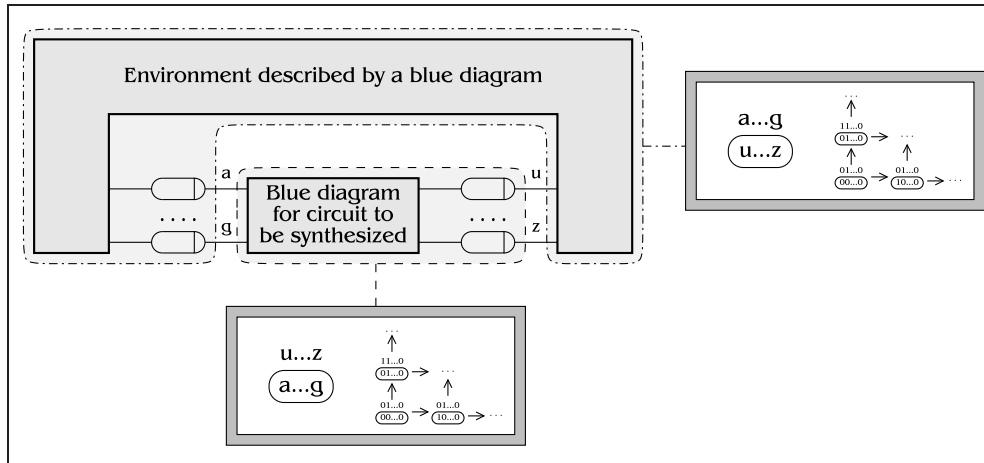 Environment described by a blue diagram
a
u
Blue diagram
for circuit to
be synthesized
. . . .
. . . .
g
z
a...g
u...z
. . .
11...0
01...0
. . .
01...0
01...0
00...0
10...0
. . .
u...z
a...g
. . .
11...0
01...0
. . .
01...0
01...0
00...0
10...0
. . .